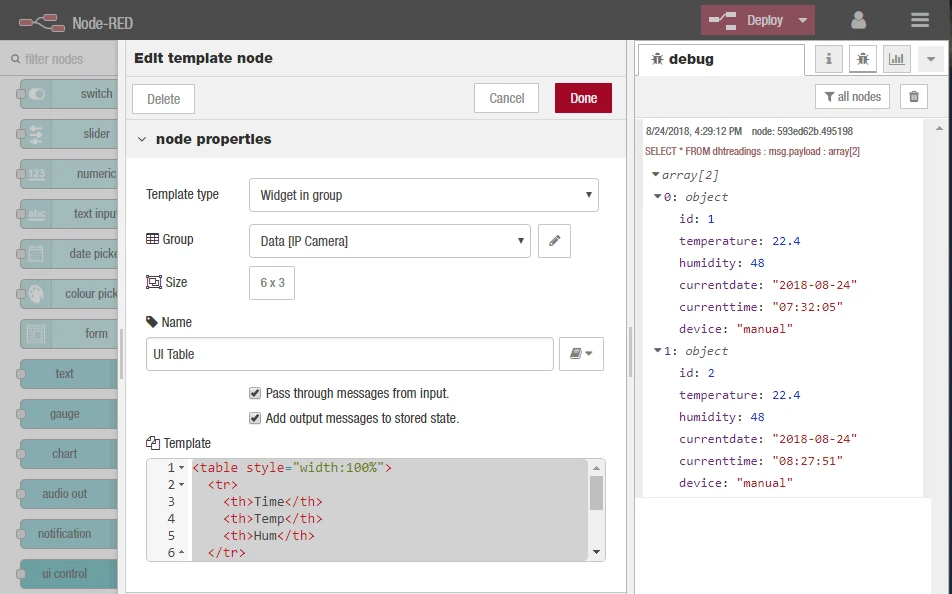 Node-RED
Deploy
filter nodes
switch
slider
123 numeric
abc text inpu
date picke
colour pick
form
text
gauge
chart
audio out
notification
ui control
Edit template node
Delete
Cancel
Done
node properties
Template type
Widget in group
Group
Data [IP Camera]
Size
6 x 3
Name
UI Table
Pass through messages from input.
Add output messages to stored state.
Template
1 <table style="width:100%">
2 <tr>
3 <th>Time</th>
4 <th>Temp</th>
5 <th>Hum</th>
6 </tr>
debug
i
all nodes
8/24/2018, 4:29:12 PM node: 593ed62b.495198
SELECT * FROM dhtreadings : msg.payload : array[2]
array[2]
0: object
id: 1
temperature: 22.4
humidity: 48
currentdate: "2018-08-24"
currenttime: "07:32:05"
device: "manual"
1: object
id: 2
temperature: 22.4
humidity: 48
currentdate: "2018-08-24"
currenttime: "08:27:51"
device: "manual"